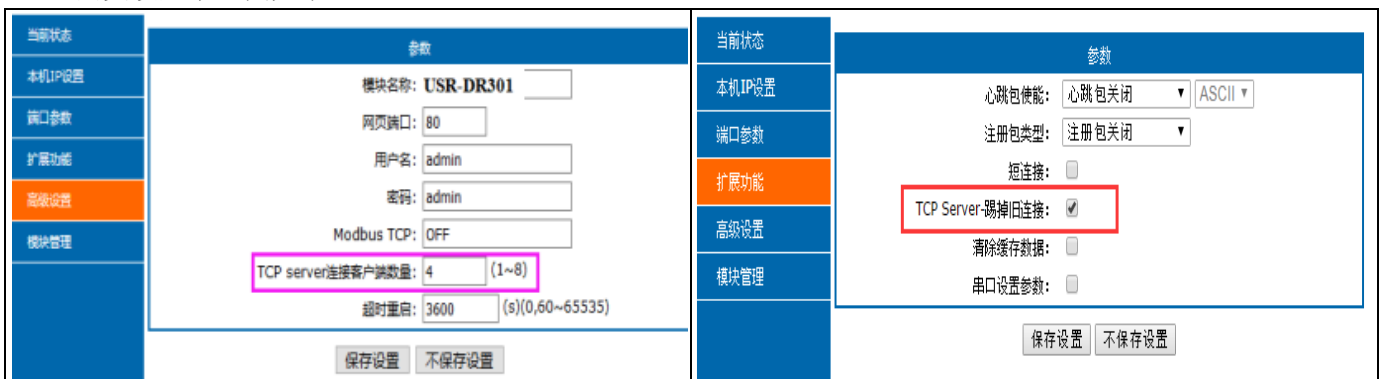 当前状态
本机IP设置
端口参数
扩展功能
高级设置
模块管理
参数
模块名称: USR-DR301
网页端口: 80
用户名: admin
密码: admin
Modbus TCP: OFF
TCP server连接客户端数量: 4 (1~8)
超时重启: 3600 (s)(0,60~65535)
保存设置 不保存设置
当前状态
本机IP设置
端口参数
扩展功能
高级设置
模块管理
参数
心跳包使能: 心跳包关闭 ▼ ASCII ▼
注册包类型: 注册包关闭 ▼
短连接:
TCP Server-踢掉旧连接:
清除缓存数据:
串口设置参数:
保存设置 不保存设置